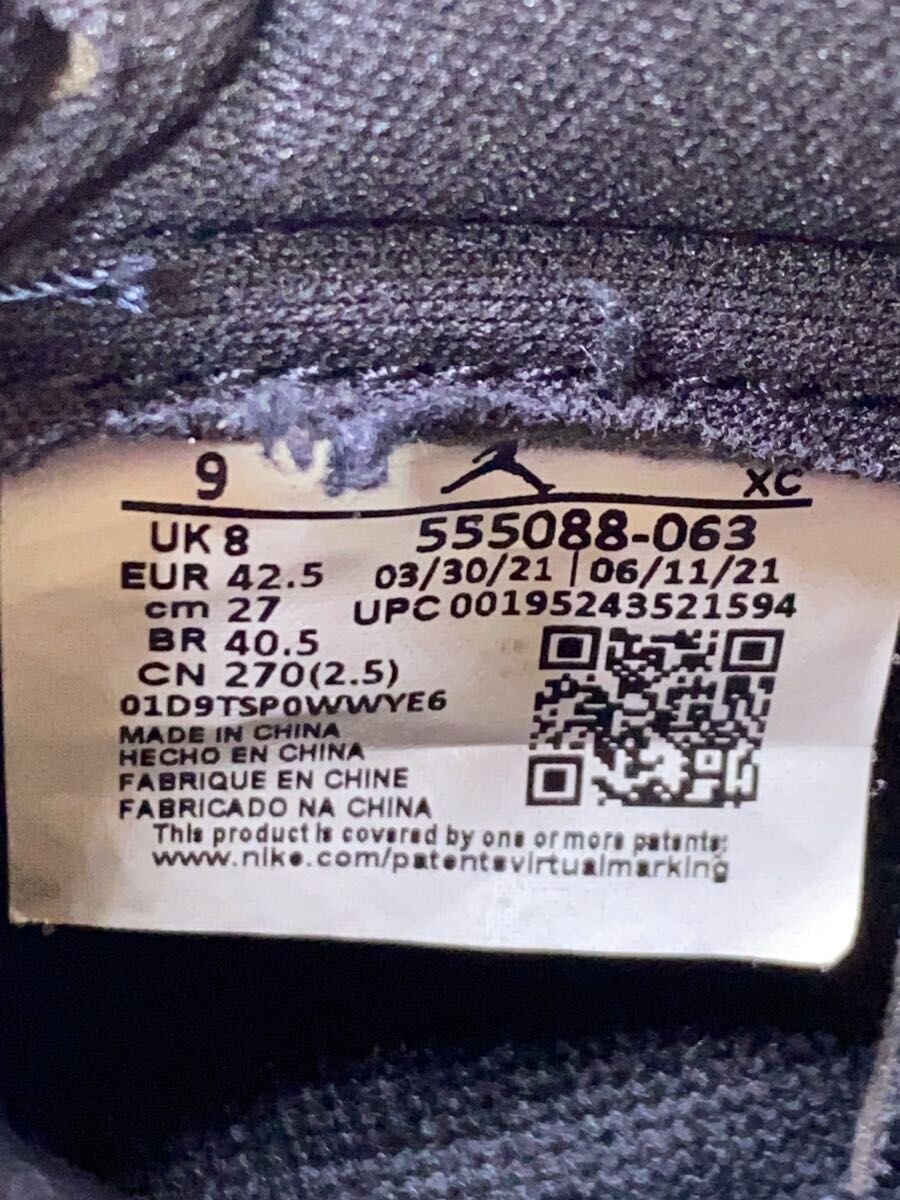 9 XC
UK 8 555088-063
EUR 42.5 03/30/21 | 06/11/21
cm 27 UPC 00195243521594
BR 40.5
CN 270(2.5)
01D9TSP0WWYE6
MADE IN CHINA
HECHO EN CHINA
FABRIQUE EN CHINE
FABRICADO NA CHINA
This product is covered by one or more patents:
www.nike.com/patentsvirtualmarking